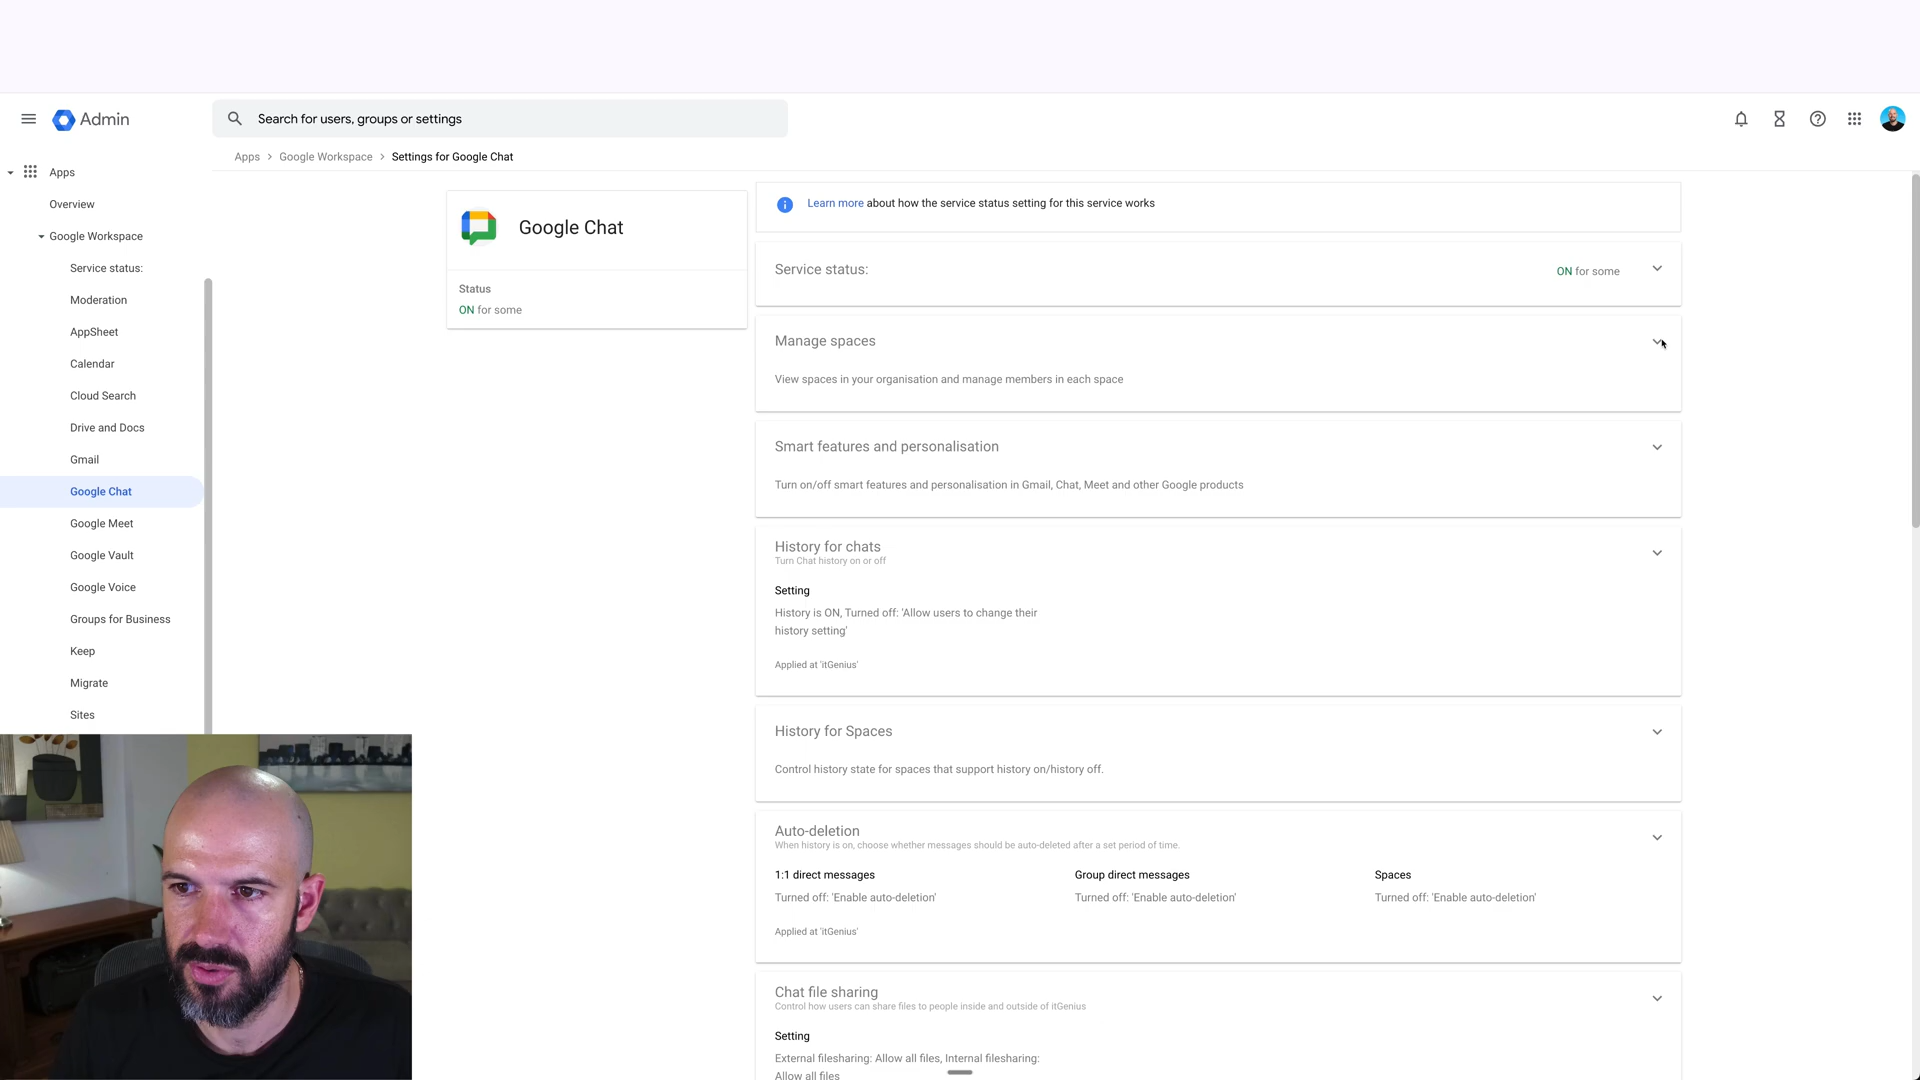 Admin
Search for users, groups or settings
Apps > Google Workspace > Settings for Google Chat
Apps
Overview
Google Workspace
Service status:
Moderation
AppSheet
Calendar
Cloud Search
Drive and Docs
Gmail
Google Chat
Google Meet
Google Vault
Google Voice
Groups for Business
Keep
Migrate
Sites
Google Chat
Status
ON for some
Learn more about how the service status setting for this service works
Service status:
ON for some
Manage spaces
View spaces in your organisation and manage members in each space
Smart features and personalisation
Turn on/off smart features and personalisation in Gmail, Chat, Meet and other Google products
History for chats
Turn Chat history on or off
Setting
History is ON, Turned off: 'Allow users to change their
history setting'
Applied at 'itGenius'
History for Spaces
Control history state for spaces that support history on/history off.
Auto-deletion
When history is on, choose whether messages should be auto-deleted after a set period of time.
1:1 direct messages
Turned off: 'Enable auto-deletion'
Group direct messages
Turned off: 'Enable auto-deletion'
Spaces
Turned off: 'Enable auto-deletion'
Applied at 'itGenius'
Chat file sharing
Control how users can share files to people inside and outside of itGenius
Setting
External filesharing: Allow all files, Internal filesharing:
Allow all files